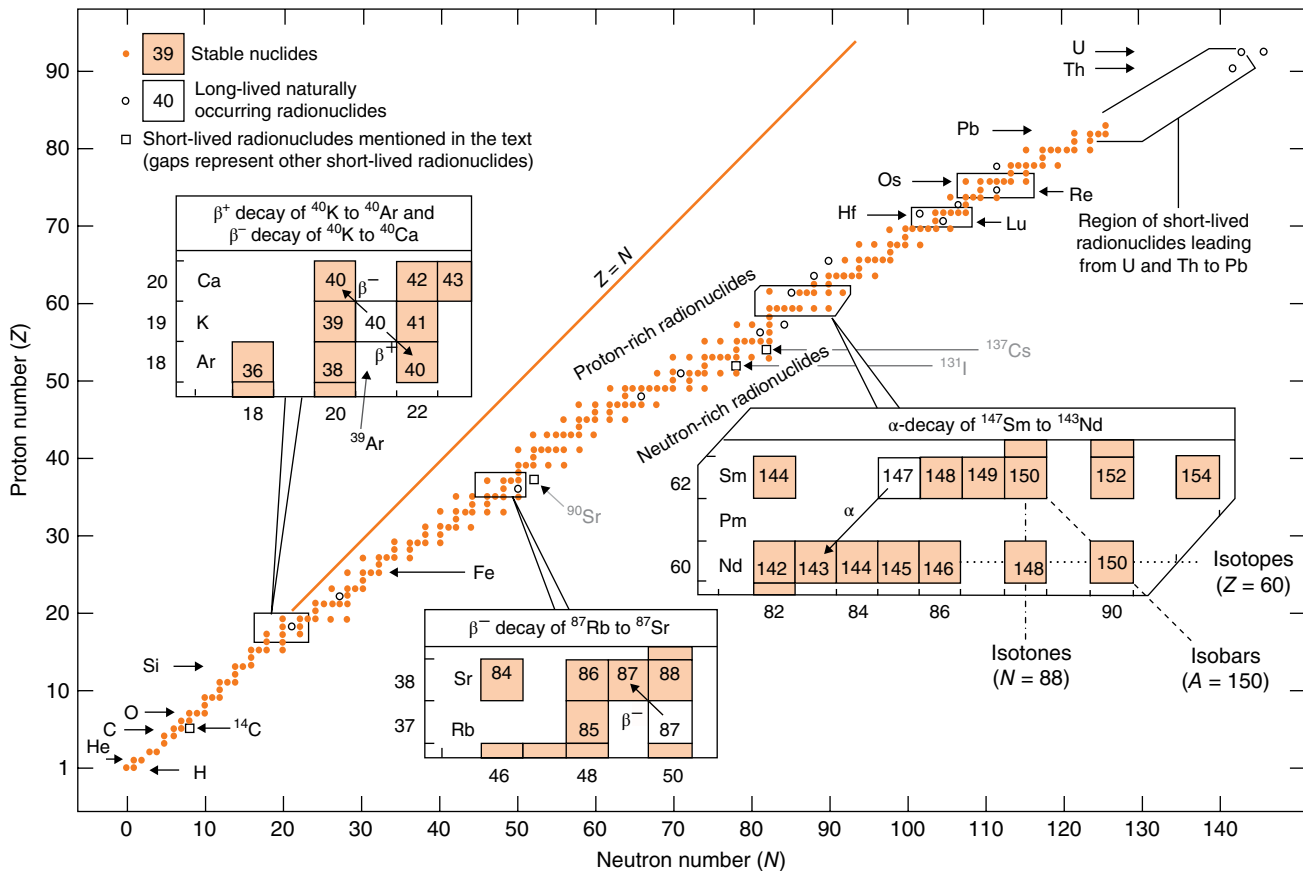 39 Stable nuclides
40 Long-lived naturally
occurring radionuclides
Short-lived radionucludes mentioned in the text
(gaps represent other short-lived radionuclides)
Proton number (Z)
90
80
70
60
50
40
30
20
10
1
0 10 20 30 40 50 60 70 80 90 100 110 120 130 140
Neutron number (N)
Z = N
Proton-rich radionuclides
Neutron-rich radionuclides
U
Th
Pb
Os
Re
Hf
Lu
Region of short-lived
radionuclides leading
from U and Th to Pb
¹³⁷Cs
¹³¹I
⁹⁰Sr
Fe
Si
O
C
¹⁴C
He
H
β⁺ decay of ⁴⁰K to ⁴⁰Ar and
β⁻ decay of ⁴⁰K to ⁴⁰Ca
20 Ca 40 β⁻ 42 43
19 K 39 40 41
18 Ar 36 38 β⁺ 40
18 20 22
³⁹Ar
β⁻ decay of ⁸⁷Rb to ⁸⁷Sr
38 Sr 84 86 87 88
37 Rb 85 β⁻ 87
46 48 50
α-decay of ¹⁴⁷Sm to ¹⁴³Nd
62 Sm 144 147 148 149 150 152 154
α
Pm
60 Nd 142 143 144 145 146 148 150
82 84 86 90
Isotopes
(Z = 60)
Isotones
(N = 88)
Isobars
(A = 150)